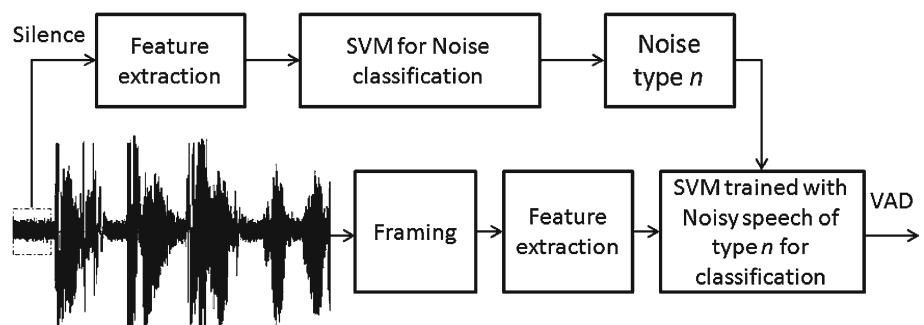 Silence
Feature
extraction
SVM for Noise
classification
Noise
type n
Framing
Feature
extraction
SVM trained with
Noisy speech of
type n for
classification
VAD